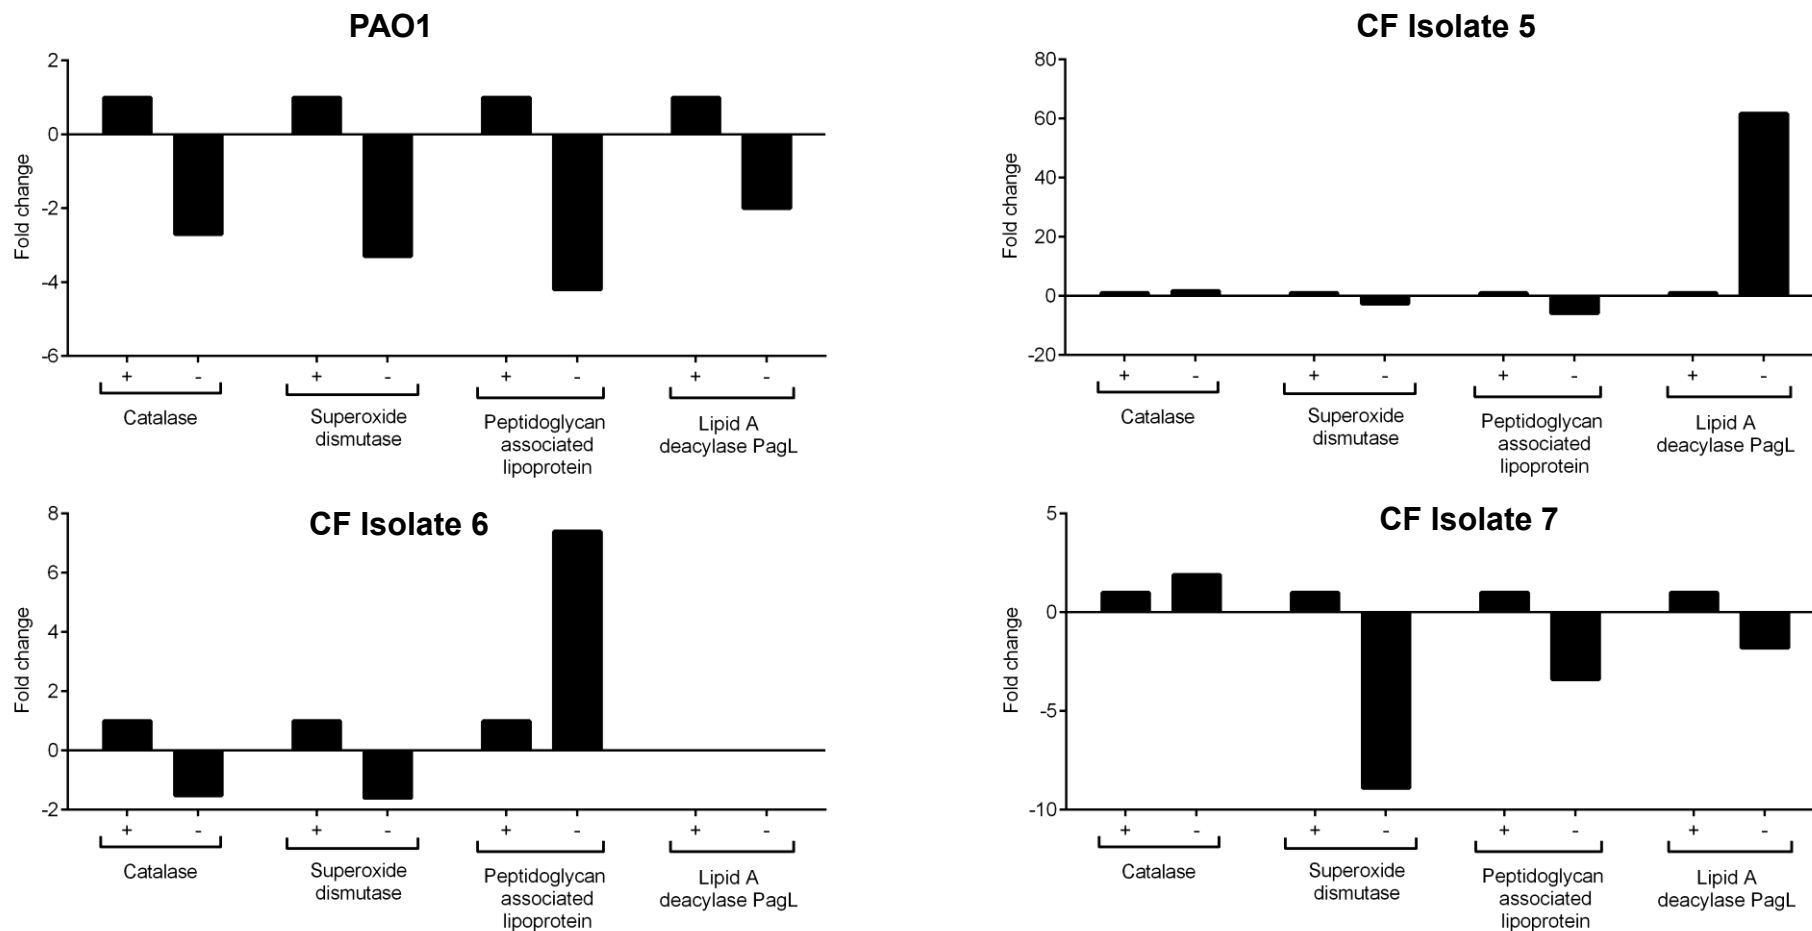 PAO1
Fold change
2
0
-2
-4
-6
+ - + - + - + -
Catalase
Superoxide
dismutase
Peptidoglycan
associated
lipoprotein
Lipid A
deacylase PagL
CF Isolate 5
Fold change
80
60
40
20
0
-20
+ - + - + - + -
Catalase
Superoxide
dismutase
Peptidoglycan
associated
lipoprotein
Lipid A
deacylase PagL
CF Isolate 6
Fold change
8
6
4
2
0
-2
+ - + - + - + -
Catalase
Superoxide
dismutase
Peptidoglycan
associated
lipoprotein
Lipid A
deacylase PagL
CF Isolate 7
Fold change
5
0
-5
-10
+ - + - + - + -
Catalase
Superoxide
dismutase
Peptidoglycan
associated
lipoprotein
Lipid A
deacylase PagL